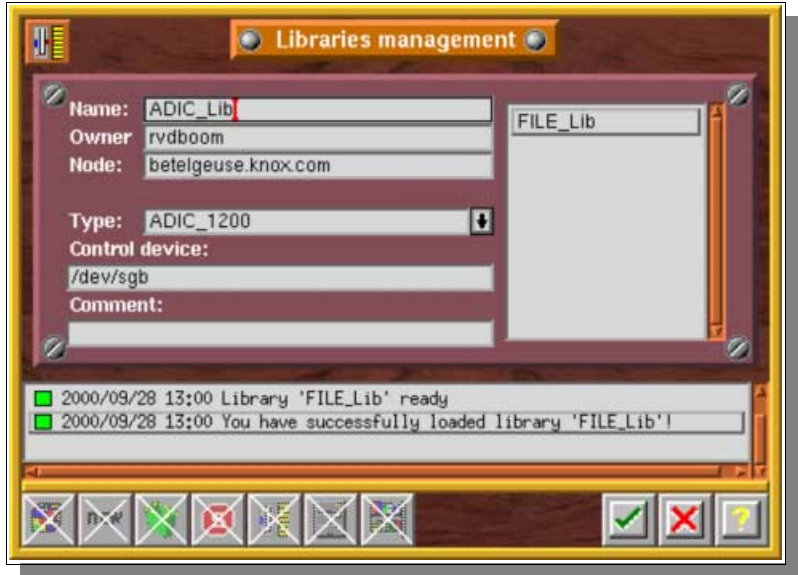 Libraries management
Name: ADIC_Lib
FILE_Lib
Owner rvdboom
Node: betelgeuse.knox.com
Type: ADIC_1200
Control device:
/dev/sgb
Comment:
2000/09/28 13:00 Library 'FILE_Lib' ready
2000/09/28 13:00 You have successfully loaded library 'FILE_Lib'!
new
?